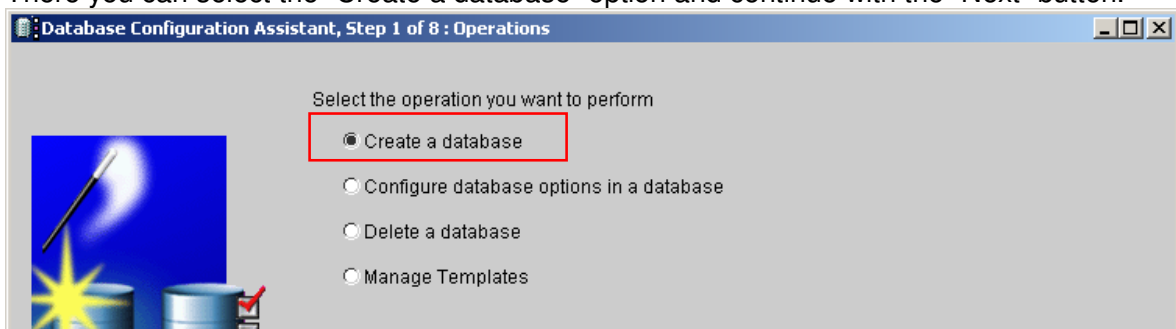 There you can select the "Create a database" option and continue with the "Next" button.
Database Configuration Assistant, Step 1 of 8 : Operations
Select the operation you want to perform
Create a database
Configure database options in a database
Delete a database
Manage Templates